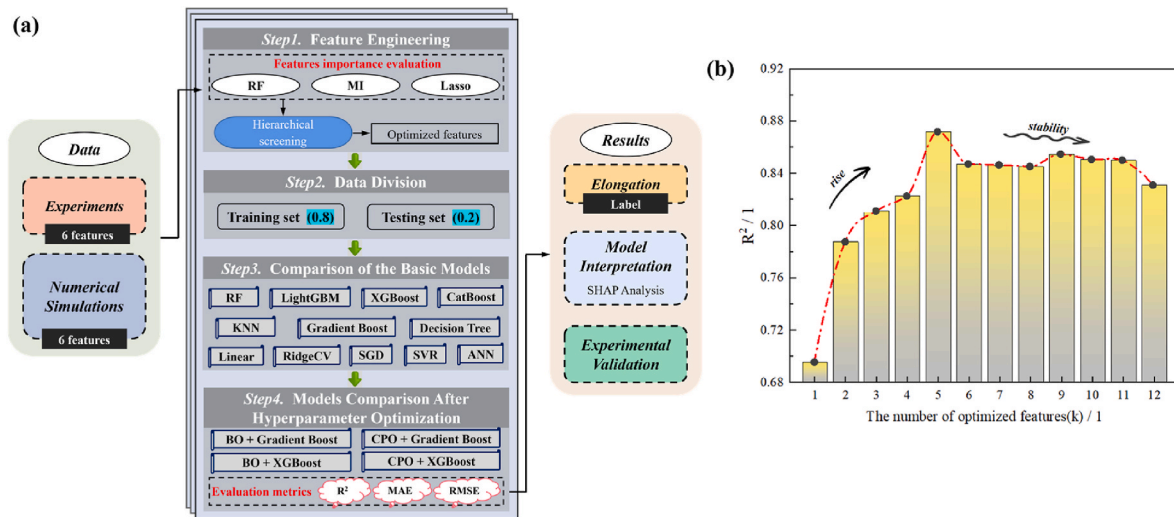 (a)
Data
Experiments
6 features
Numerical
Simulations
6 features
Step1. Feature Engineering
Features importance evaluation
RF MI Lasso
Hierarchical
screening
Optimized features
Step2. Data Division
Training set (0.8) Testing set (0.2)
Step3. Comparison of the Basic Models
RF LightGBM XGBoost CatBoost
KNN Gradient Boost Decision Tree
Linear RidgeCV SGD SVR ANN
Step4. Models Comparison After
Hyperparameter Optimization
BO + Gradient Boost CPO + Gradient Boost
BO + XGBoost CPO + XGBoost
Evaluation metrics R² MAE RMSE
Results
Elongation
Label
Model
Interpretation
SHAP Analysis
Experimental
Validation
(b)
0.92
0.88
0.84
0.80
0.76
0.72
0.68
R² / 1
rise
stability
1 2 3 4 5 6 7 8 9 10 11 12
The number of optimized features(k) / 1